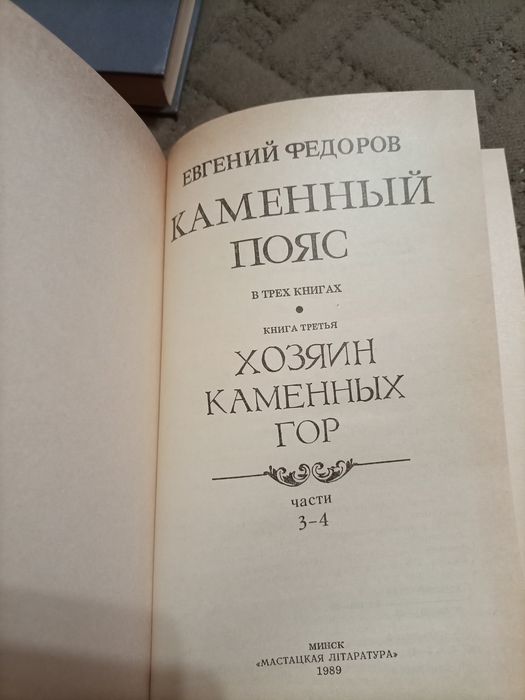 ЕВГЕНИЙ ФЕДОРОВ
КАМЕННЫЙ
ПОЯС
В ТРЕХ КНИГАХ
КНИГА ТРЕТЬЯ
ХОЗЯИН
КАМЕННЫХ
ГОР
части
3–4
МИНСК
«МАСТАЦКАЯ ЛІТАРАТУРА»
1989